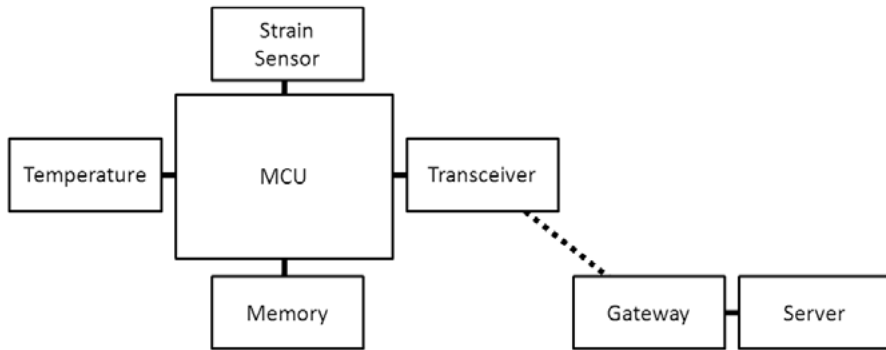 Strain
Sensor
Temperature
MCU
Transceiver
Memory
Gateway
Server